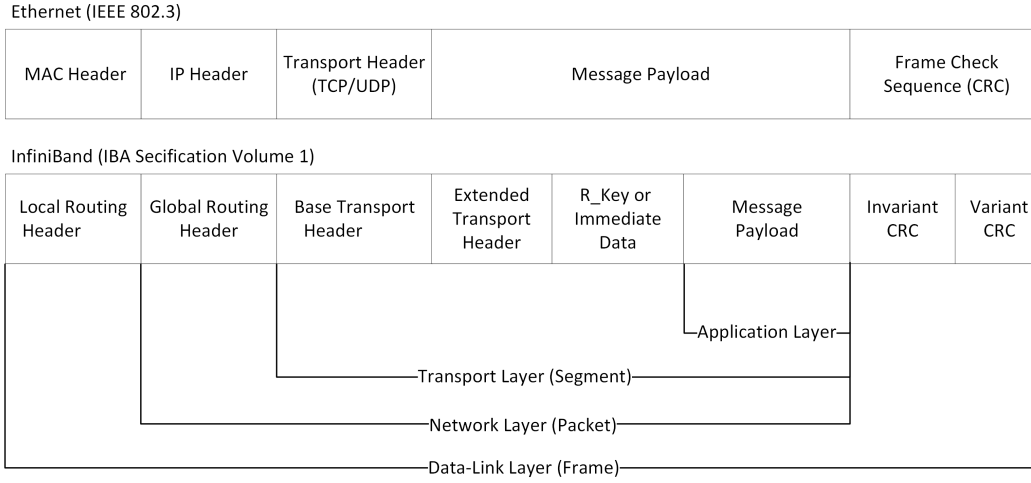 Ethernet (IEEE 802.3)
MAC Header
IP Header
Transport Header
(TCP/UDP)
Message Payload
Frame Check
Sequence (CRC)
InfiniBand (IBA Secification Volume 1)
Local Routing
Header
Global Routing
Header
Base Transport
Header
Extended
Transport
Header
R_Key or
Immediate
Data
Message
Payload
Invariant
CRC
Variant
CRC
Application Layer
Transport Layer (Segment)
Network Layer (Packet)
Data-Link Layer (Frame)